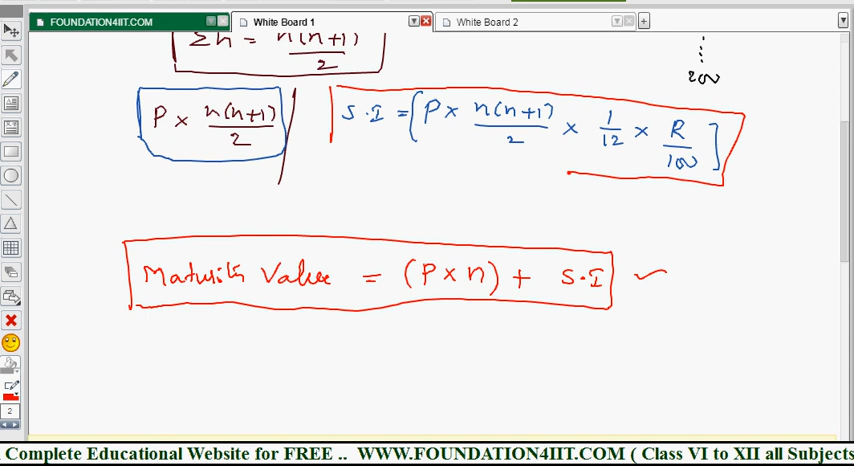 FOUNDATION4IIT.COM White Board 1 White Board 2
Σn = n(n+1)/2
200
P × n(n+1)/2
S.I = [P × n(n+1)/2 × 1/12 × R/100]
Maturity Value = (P × n) + S.I ✓
2
Complete Educational Website for FREE .. WWW.FOUNDATION4IIT.COM ( Class VI to XII all Subjects